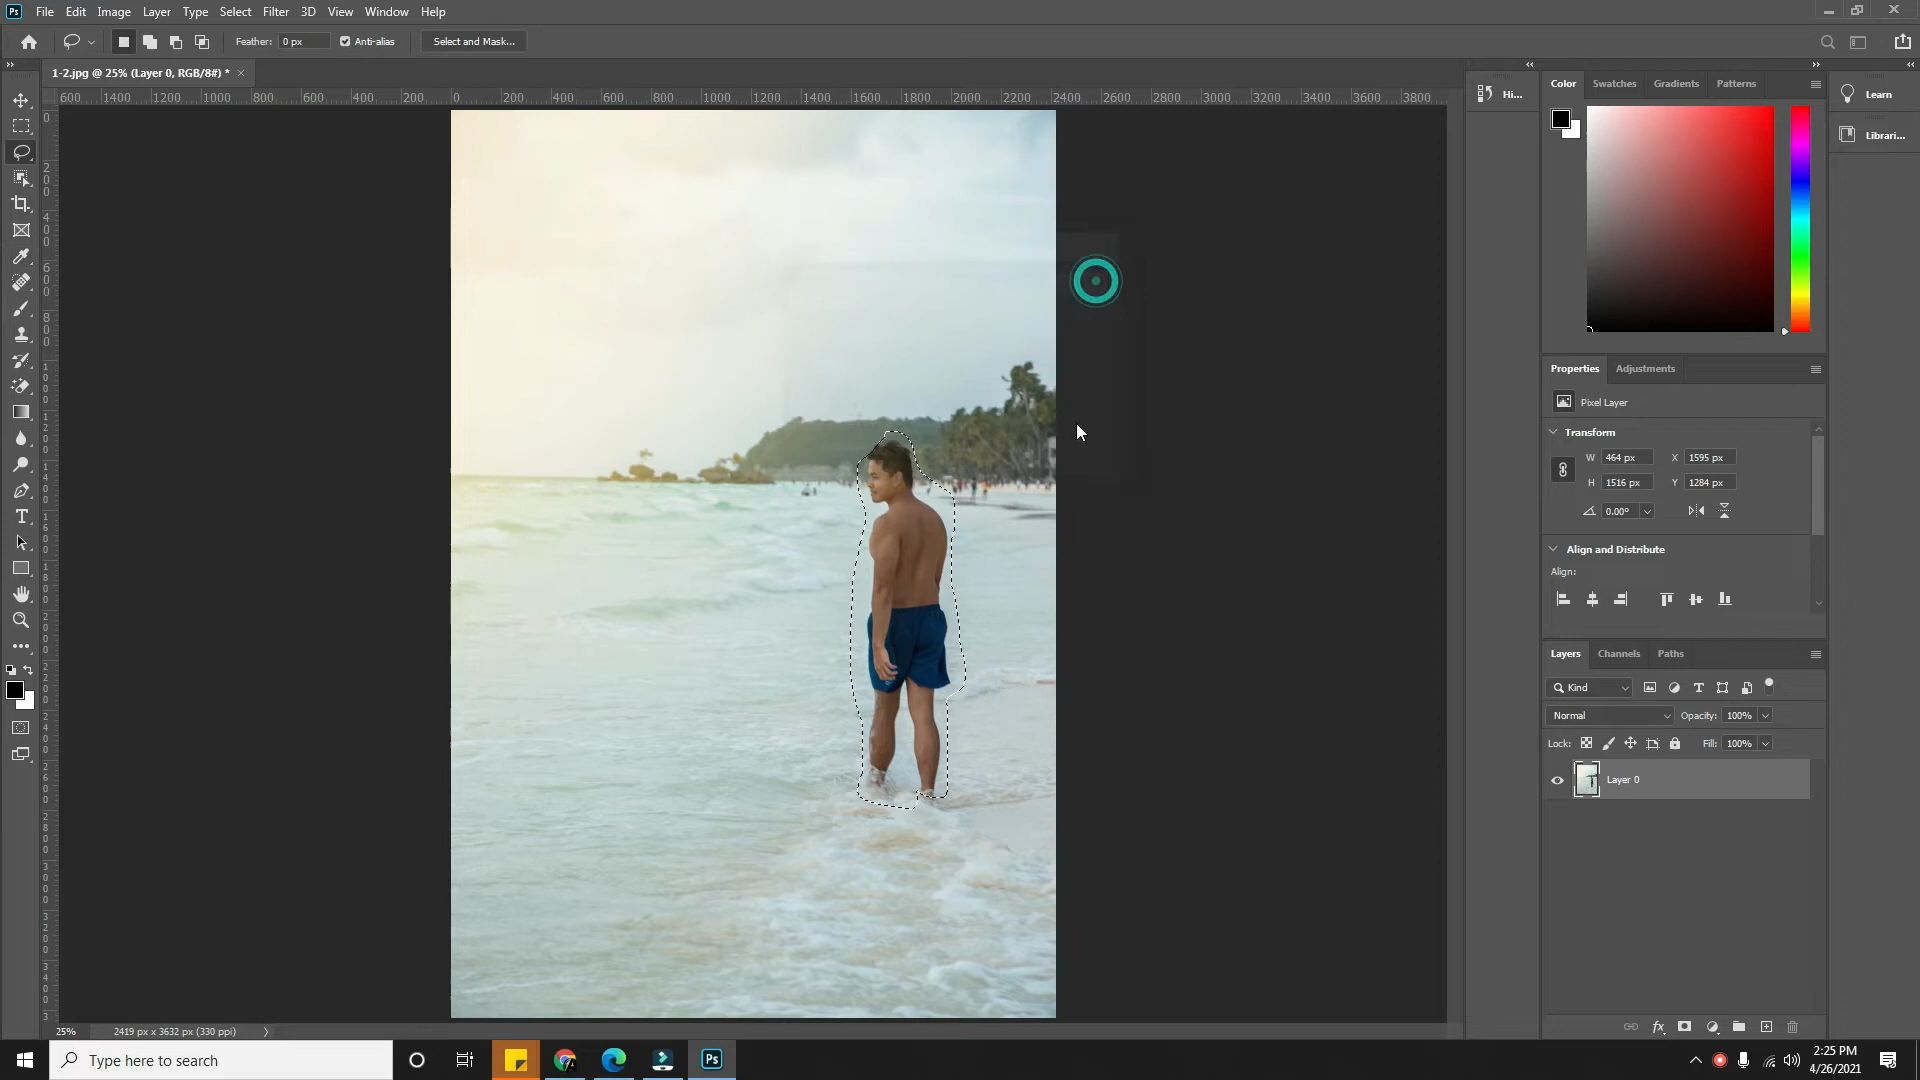 Ps File Edit Image Layer Type Select Filter 3D View Window Help
Feather: 0 px Anti-alias Select and Mask...
1-2.jpg @ 25% (Layer 0, RGB/8#) * ×
600 1400 1200 1000 800 600 400 200 0 200 400 600 800 1000 1200 1400 1600 1800 2000 2200 2400 2600 2800 3000 3200 3400 3600 3800
Hi...
Color Swatches Gradients Patterns
Learn
Librari...
Properties Adjustments
Pixel Layer
Transform
W 464 px X 1595 px
H 1516 px Y 1284 px
0.00°
Align and Distribute
Align:
Layers Channels Paths
Kind
Normal Opacity: 100%
Lock: Fill: 100%
Layer 0
fx
25% 2419 px x 3632 px (330 ppi)
Type here to search
Ps
2:25 PM
4/26/2021